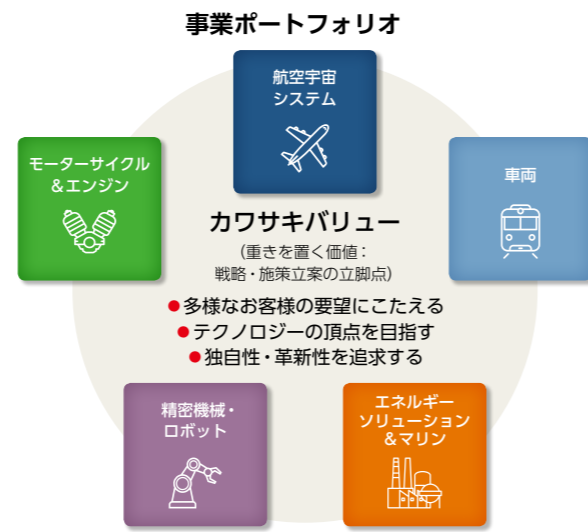 事業ポートフォリオ
航空宇宙
システム
モーターサイクル
&エンジン
車両
カワサキバリュー
(重きを置く価値:
戦略・施策立案の立脚点)
●多様なお客様の要望にこたえる
●テクノロジーの頂点を目指す
●独自性・革新性を追求する
精密機械・
ロボット
エネルギー
ソリューション
&マリン